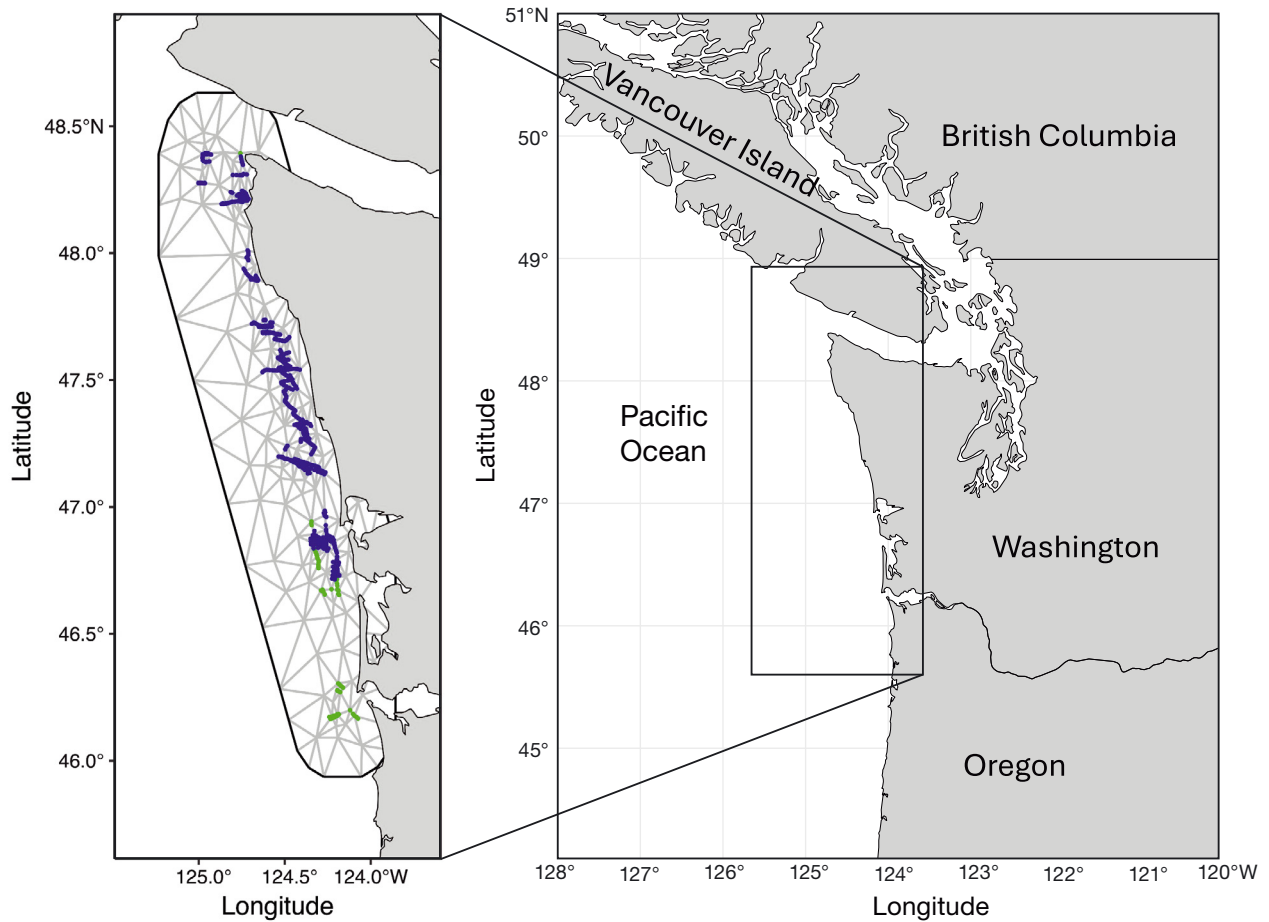 48.5°N
48.0°
47.5°
47.0°
46.5°
46.0°
Latitude
125.0°
124.5°
124.0°W
Longitude
51°N
50°
49°
48°
47°
46°
45°
Latitude
Vancouver Island
British Columbia
Pacific
Ocean
Washington
Oregon
128°
127°
126°
125°
124°
123°
122°
121°
120°W
Longitude